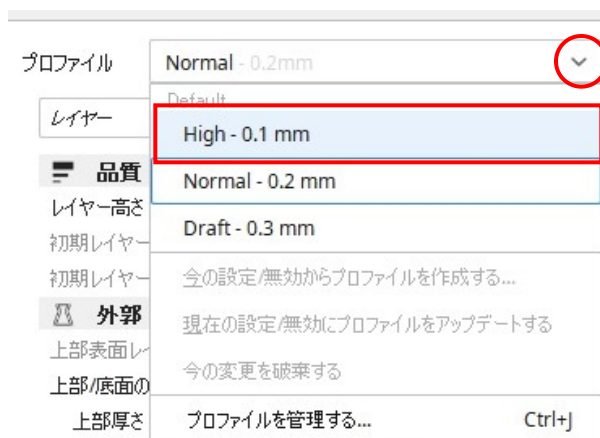 プロファイル Normal - 0.2mm
Default
レイヤー
High - 0.1 mm
品質
Normal - 0.2 mm
レイヤー高さ
Draft - 0.3 mm
初期レイヤー
初期レイヤー
今の設定/無効からプロファイルを作成する...
外郭
現在の設定/無効にプロファイルをアップデートする
上部表面レイ
今の変更を破棄する
上部/底面の
上部厚さ
プロファイルを管理する... Ctrl+J